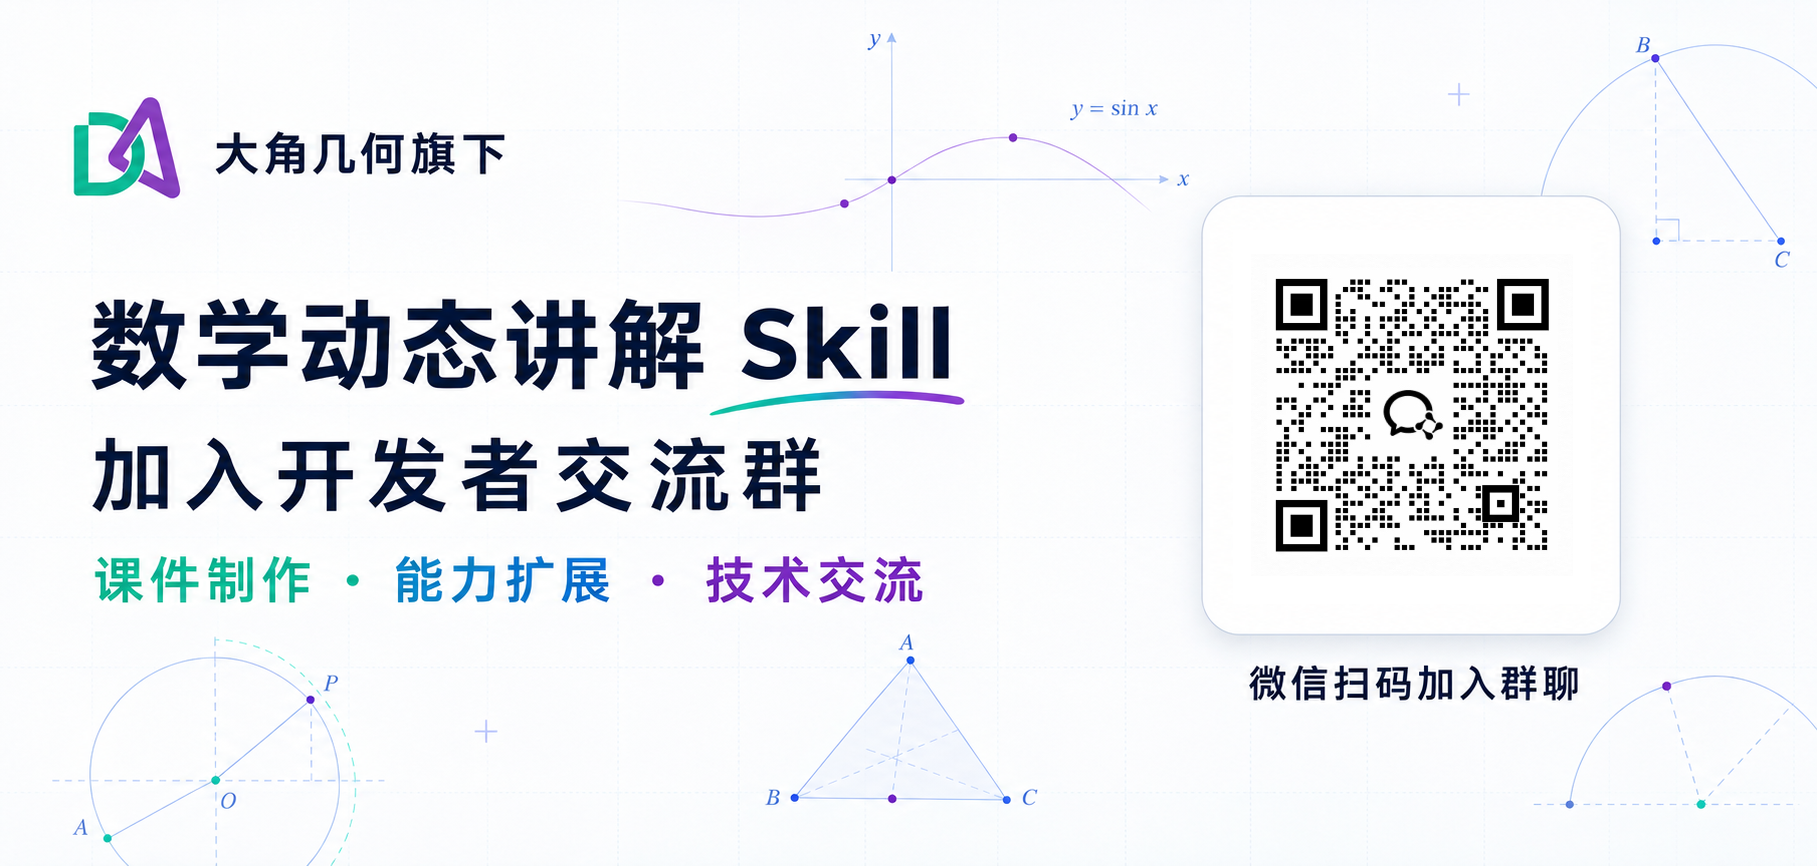 大角几何旗下
数学动态讲解 Skill
加入开发者交流群
课件制作 · 能力扩展 · 技术交流
微信扫码加入群聊
y
y = sin x
x
B
C
P
O
A
A
B
C